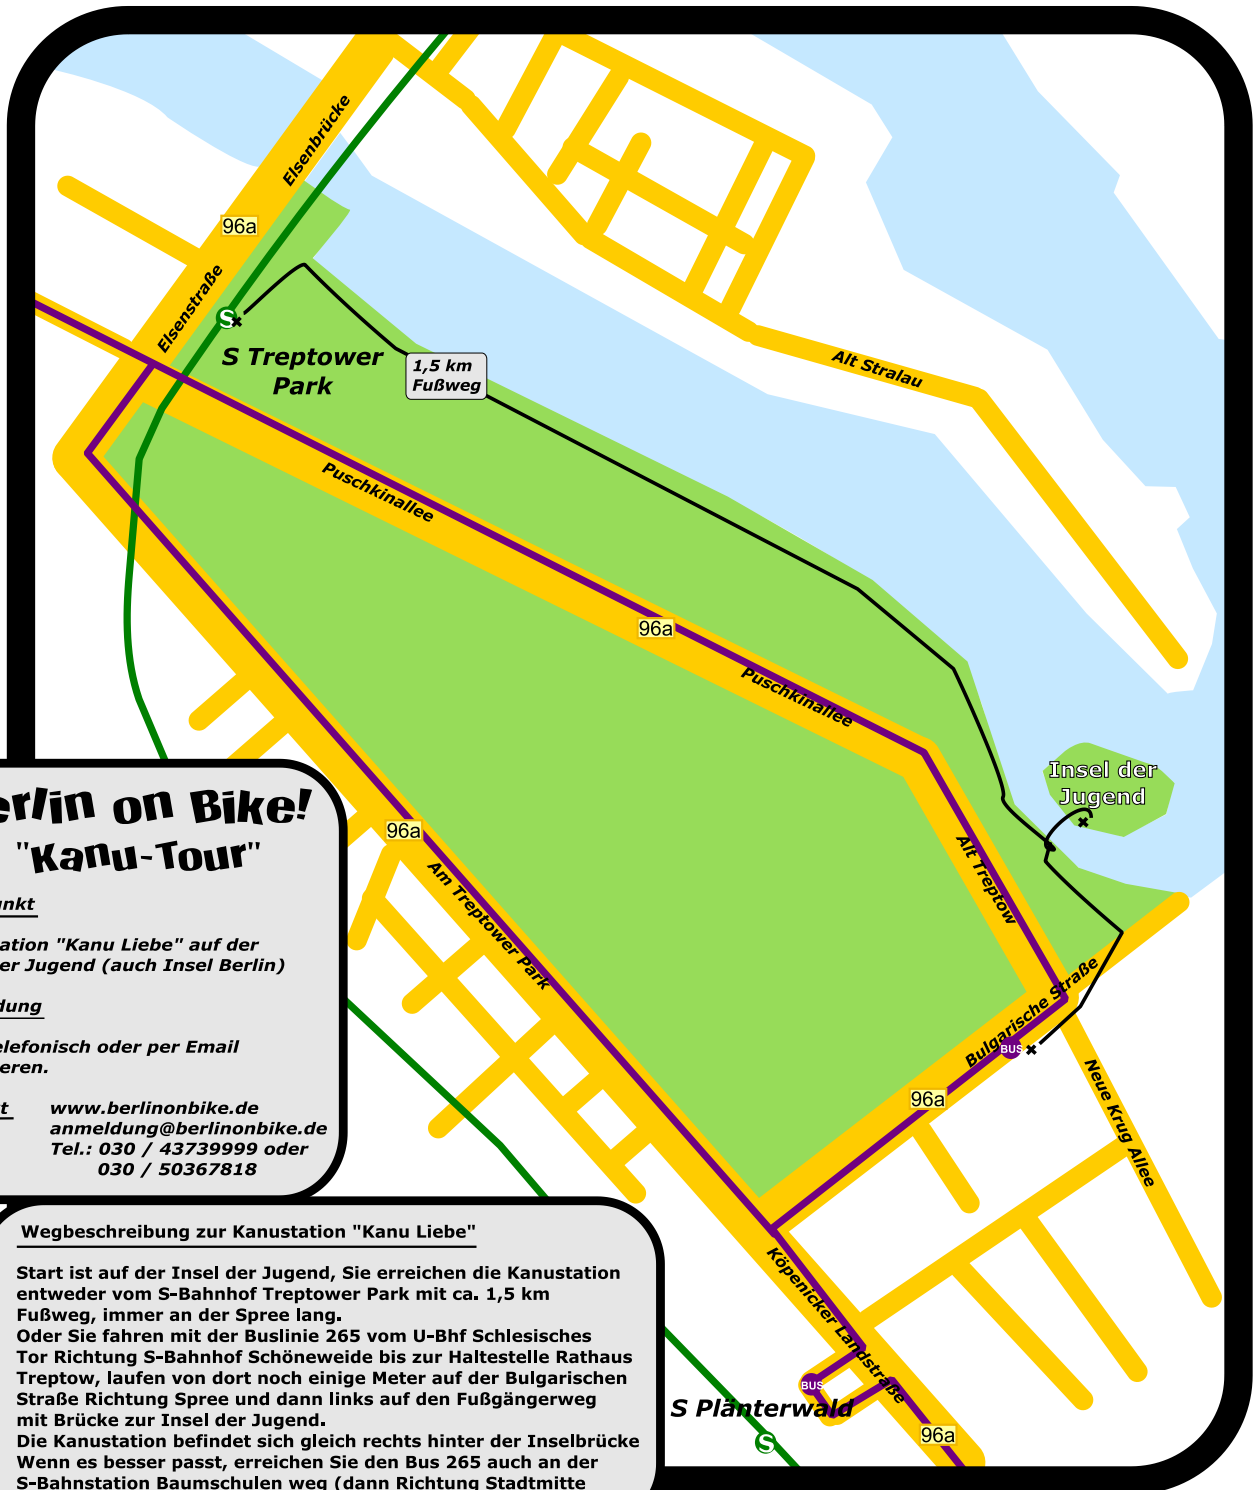 Elsenbrücke
96a
Elsenstraße
S
S Treptower
Park
1,5 km
Fußweg
Alt Stralau
Puschkinallee
96a
Puschkinallee
Insel der
Jugend
Alt Treptow
96a
Am Treptower Park
Bulgarische Straße
BUS
96a
Neue Krug Allee
Köpenicker Landstraße
BUS
S Plänterwald
S
96a
erlin on Bike!
"Kanu-Tour"
unkt
ation "Kanu Liebe" auf der
er Jugend (auch Insel Berlin)
dung
elefonisch oder per Email
eren.
kt www.berlinonbike.de
anmeldung@berlinonbike.de
Tel.: 030 / 43739999 oder
030 / 50367818
Wegbeschreibung zur Kanustation "Kanu Liebe"
Start ist auf der Insel der Jugend, Sie erreichen die Kanustation
entweder vom S-Bahnhof Treptower Park mit ca. 1,5 km
Fußweg, immer an der Spree lang.
Oder Sie fahren mit der Buslinie 265 vom U-Bhf Schlesisches
Tor Richtung S-Bahnhof Schöneweide bis zur Haltestelle Rathaus
Treptow, laufen von dort noch einige Meter auf der Bulgarischen
Straße Richtung Spree und dann links auf den Fußgängerweg
mit Brücke zur Insel der Jugend.
Die Kanustation befindet sich gleich rechts hinter der Inselbrücke
Wenn es besser passt, erreichen Sie den Bus 265 auch an der
S-Bahnstation Baumschulen weg (dann Richtung Stadtmitte